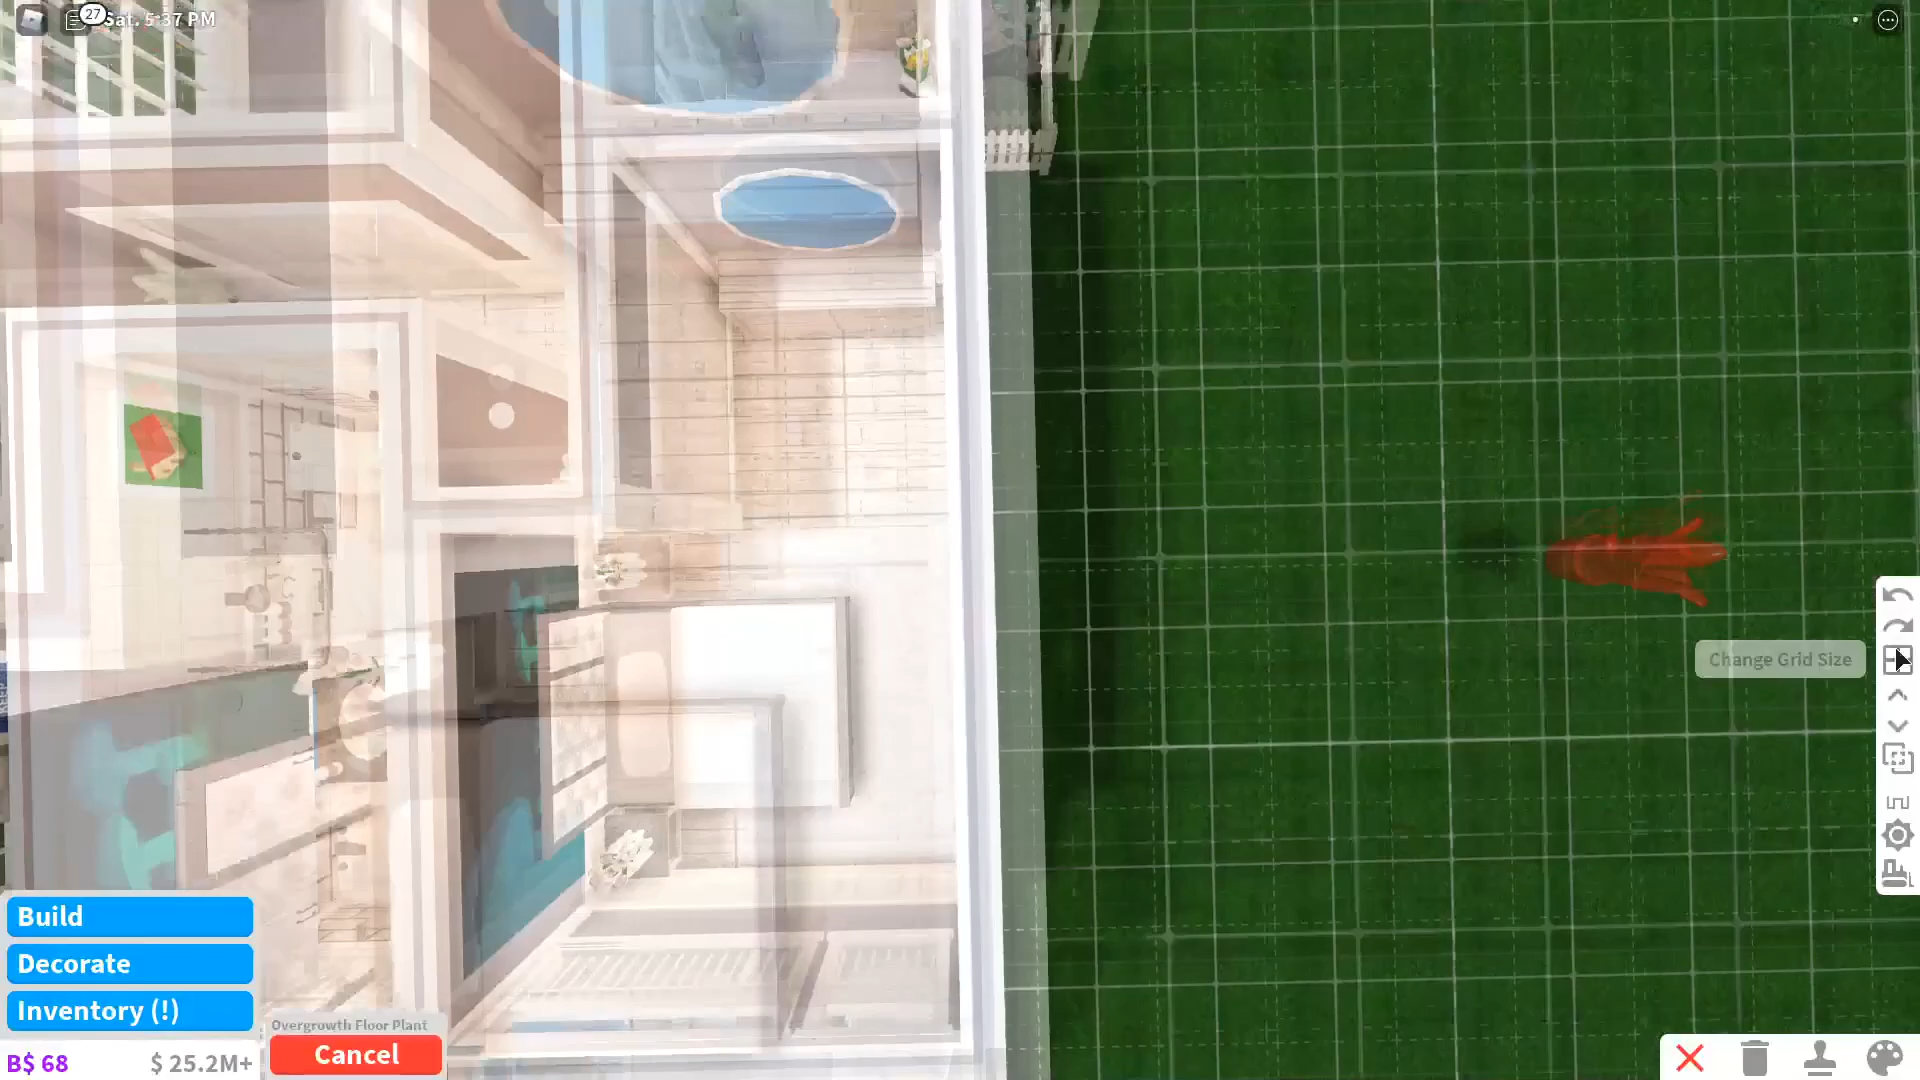 27
Sat. 5:37 PM
Change Grid Size
Build
Decorate
Inventory (!)
Overgrowth Floor Plant
Cancel
B$ 68
$ 25.2M+